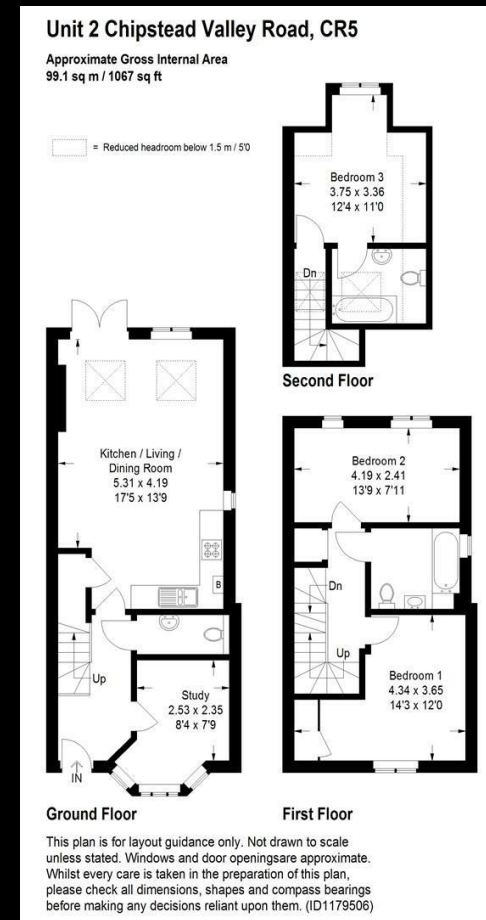 Unit 2 Chipstead Valley Road, CR5
Approximate Gross Internal Area
99.1 sq m / 1067 sq ft
= Reduced headroom below 1.5 m / 5'0
Bedroom 3
3.75 x 3.36
12'4 x 11'0
Dn
Second Floor
Kitchen / Living /
Dining Room
5.31 x 4.19
17'5 x 13'9
B
Up
Study
2.53 x 2.35
8'4 x 7'9
IN
Ground Floor
Bedroom 2
4.19 x 2.41
13'9 x 7'11
Dn
Up
Bedroom 1
4.34 x 3.65
14'3 x 12'0
First Floor
This plan is for layout guidance only. Not drawn to scale
unless stated. Windows and door openingsare approximate.
Whilst every care is taken in the preparation of this plan,
please check all dimensions, shapes and compass bearings
before making any decisions reliant upon them. (ID1179506)